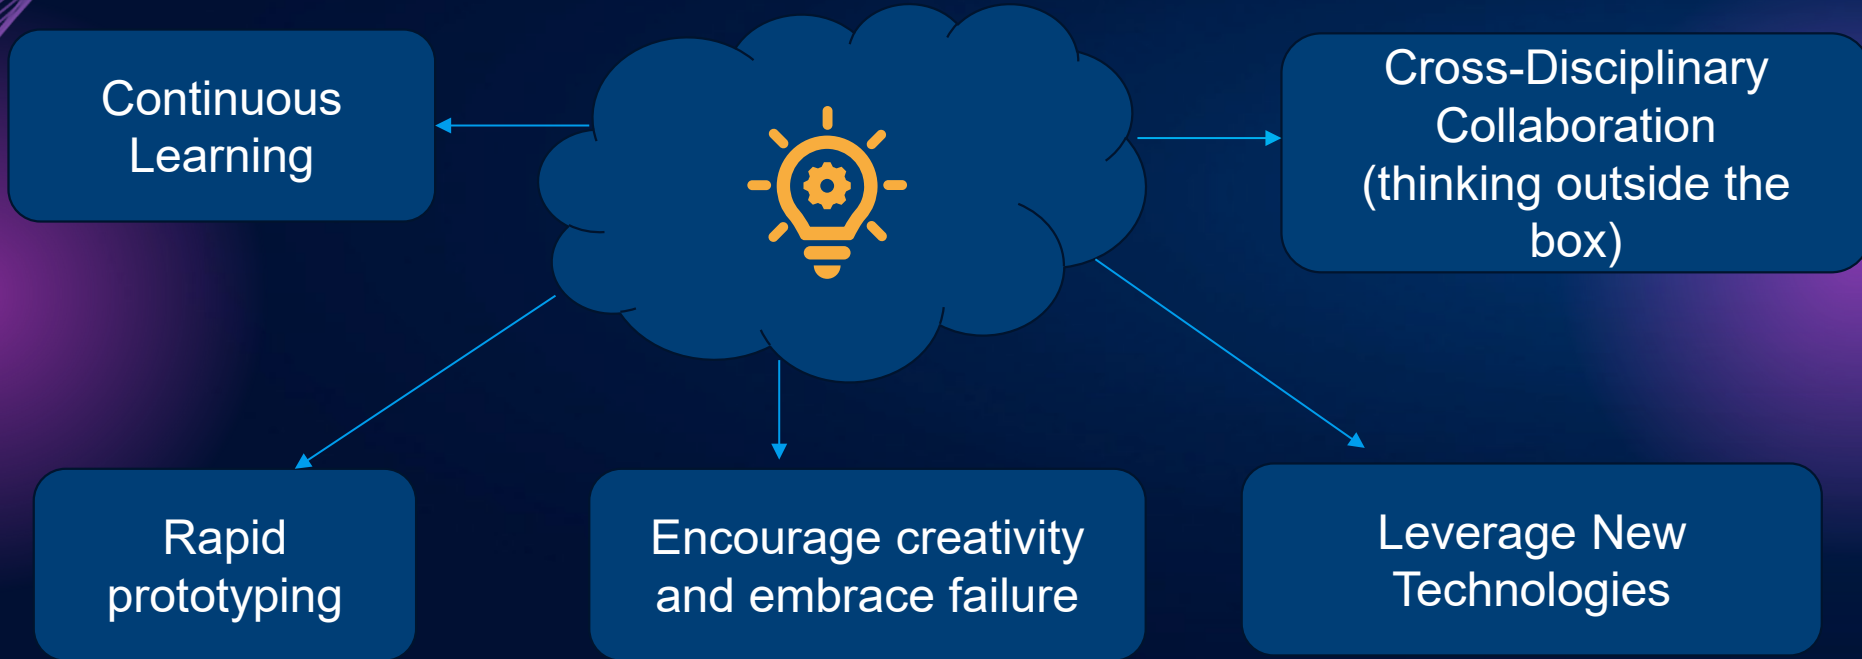 Continuous
Learning
Cross-Disciplinary
Collaboration
(thinking outside the
box)
Rapid
prototyping
Encourage creativity
and embrace failure
Leverage New
Technologies